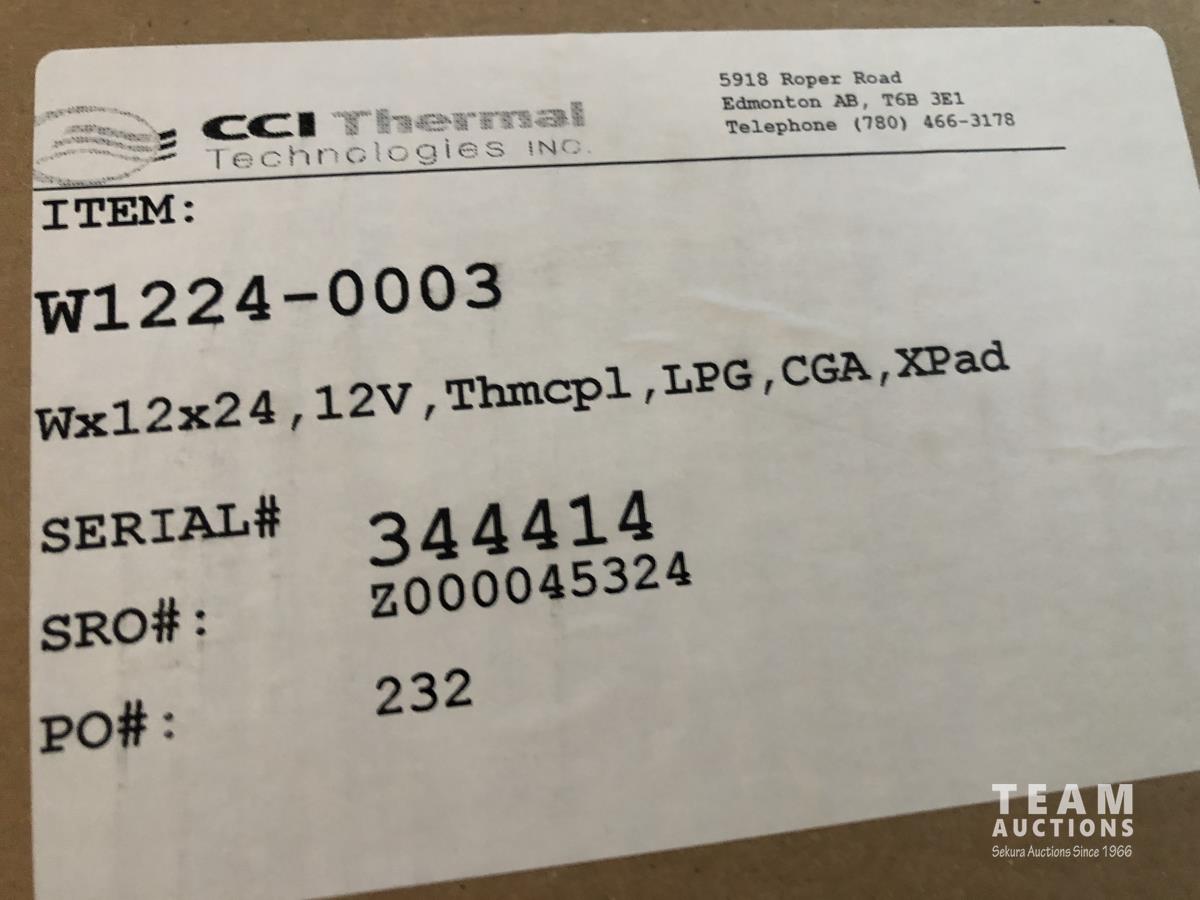 CCI Thermal
Technologies INC.
5918 Roper Road
Edmonton AB, T6B 3E1
Telephone (780) 466-3178
ITEM:
W1224-0003
Wx12x24,12V,Thmcpl,LPG,CGA,XPad
SERIAL# 344414
SRO#: Z000045324
PO#: 232
TEAM
AUCTIONS
Sekura Auctions Since 1966